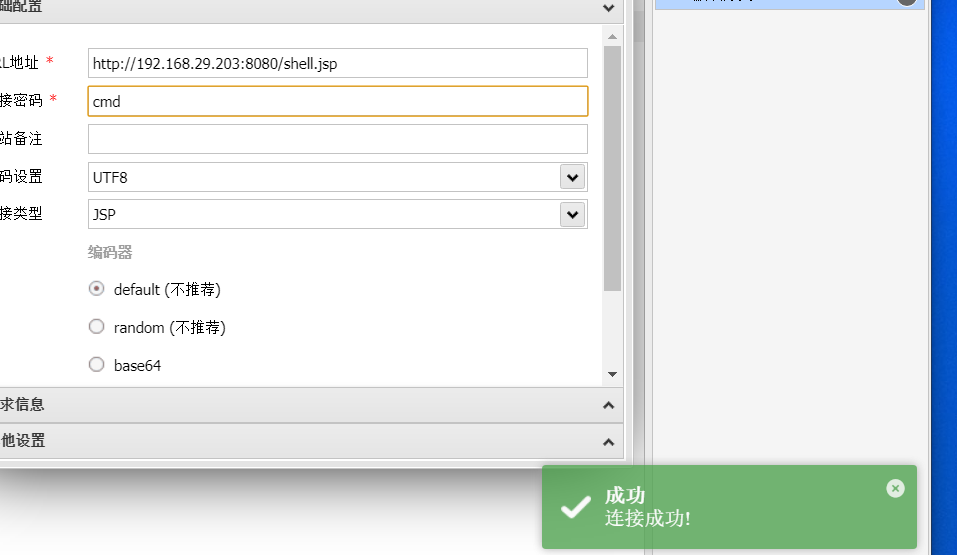 配置
L地址 *
http://192.168.29.203:8080/shell.jsp
接密码 *
cmd
站备注
码设置
UTF8
接类型
JSP
编码器
default (不推荐)
random (不推荐)
base64
求信息
他设置
成功
连接成功!